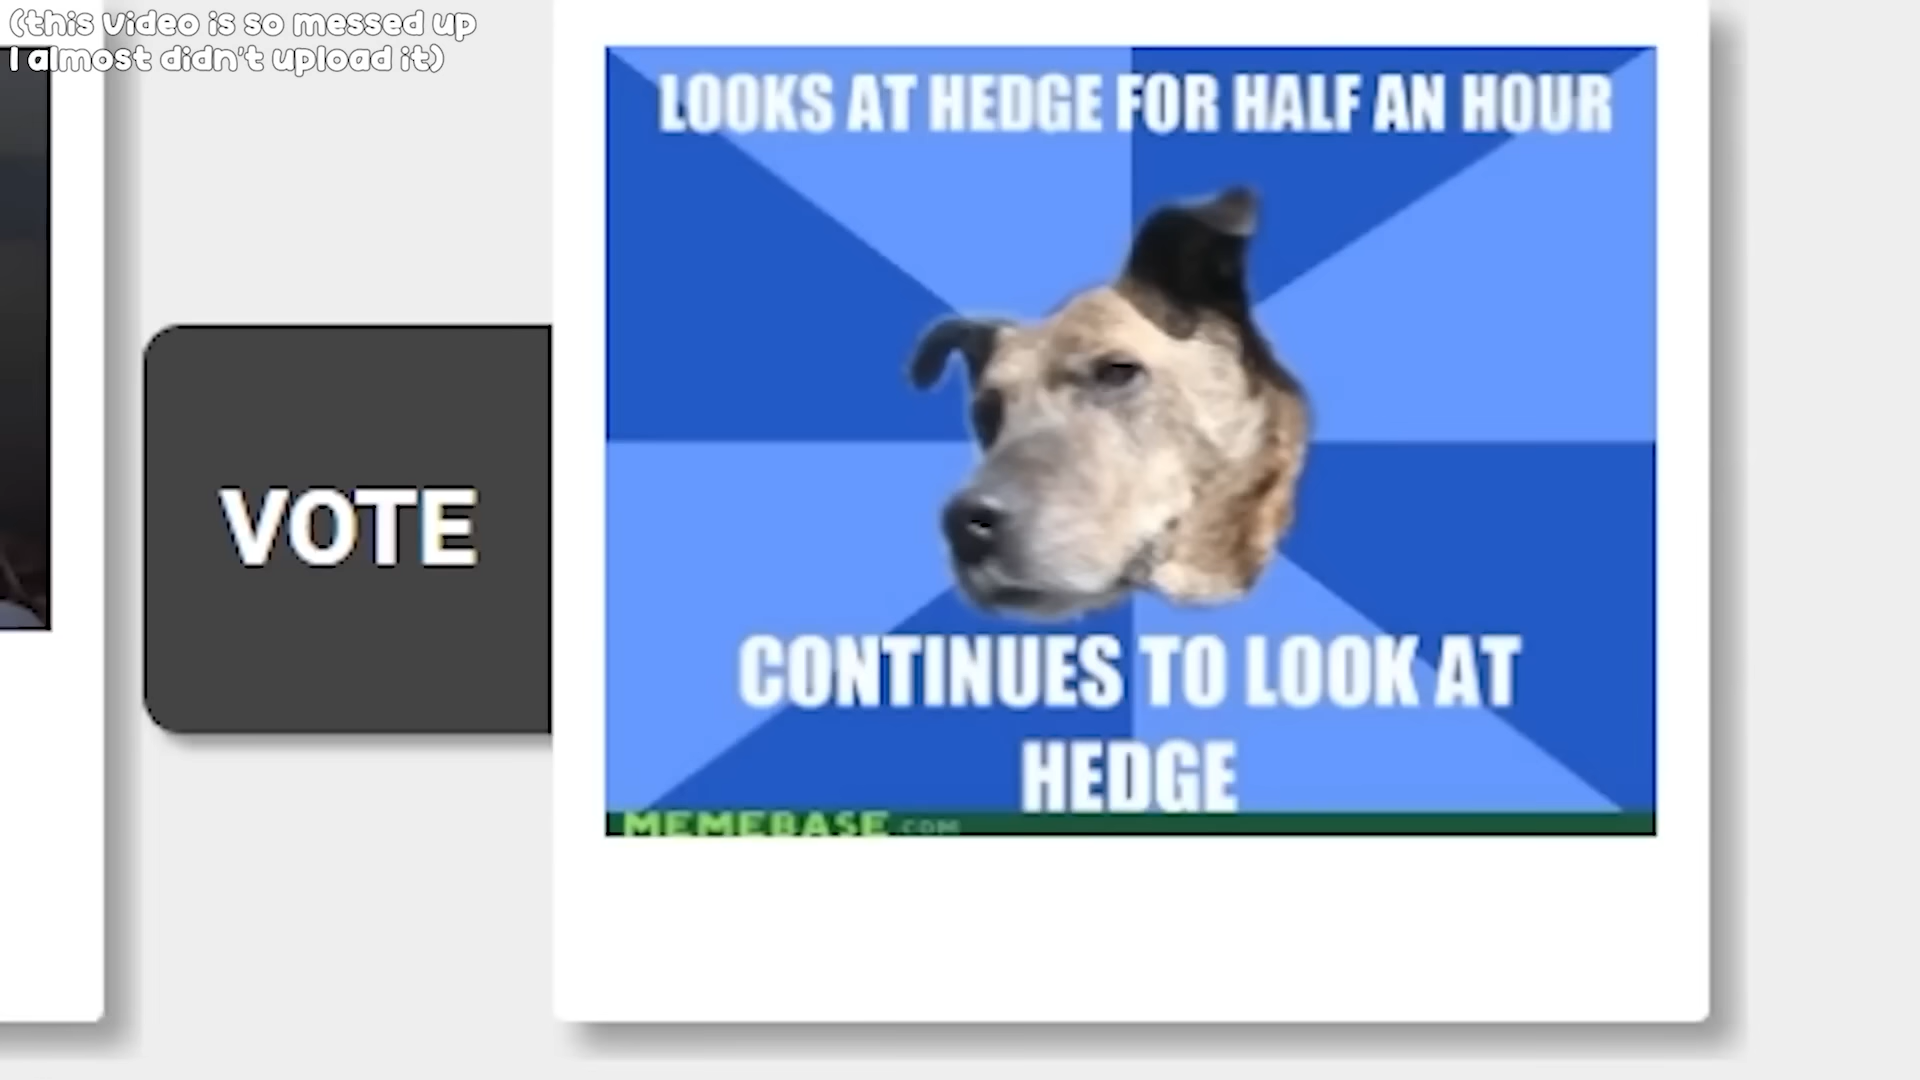 (this video is so messed up
I almost didn't upload it)
LOOKS AT HEDGE FOR HALF AN HOUR
VOTE
CONTINUES TO LOOK AT
HEDGE
MEMEBASE.COM